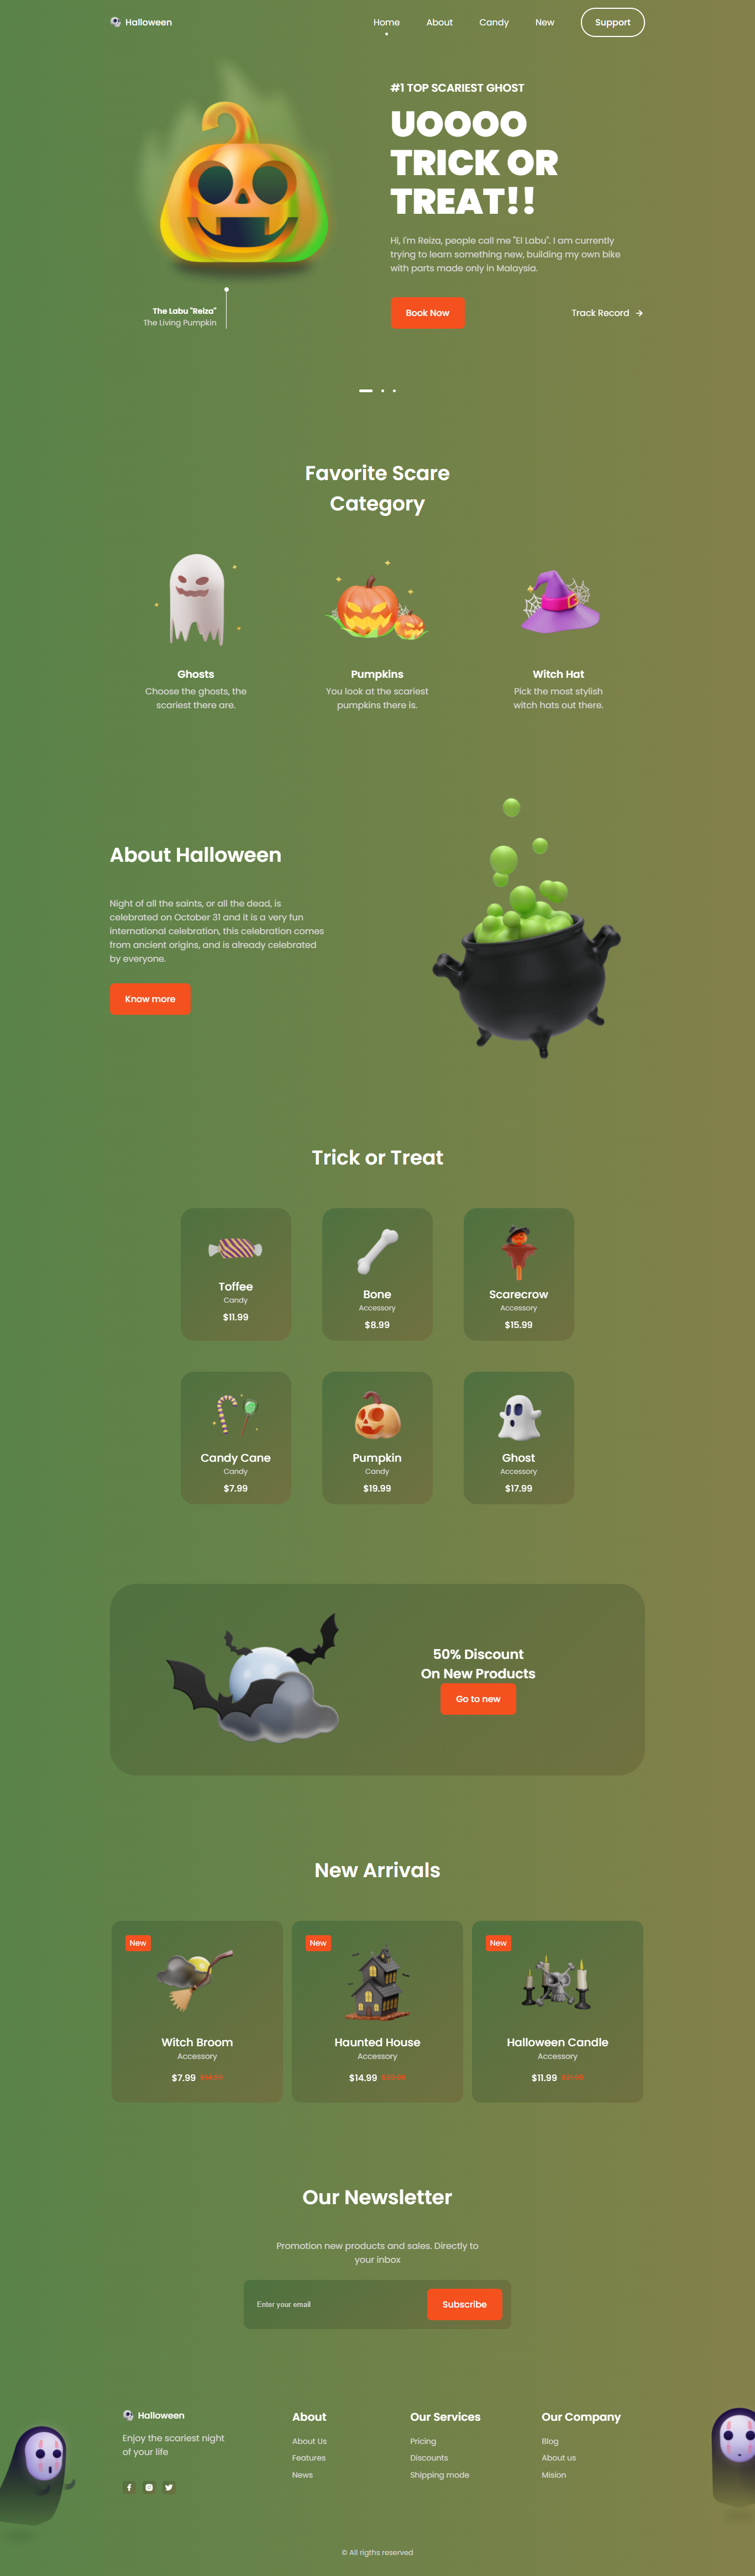 Halloween
Home
About
Candy
New
Support
#1 TOP SCARIEST GHOST
UOOOO
TRICK OR
TREAT!!
Hi, I'm Reiza, people call me "El Labu". I am currently
trying to learn something new, building my own bike
with parts made only in Malaysia.
Book Now
Track Record
The Labu "Reiza"
The Living Pumpkin
Favorite Scare
Category
Ghosts
Choose the ghosts, the
scariest there are.
Pumpkins
You look at the scariest
pumpkins there is.
Witch Hat
Pick the most stylish
witch hats out there.
About Halloween
Night of all the saints, or all the dead, is
celebrated on October 31 and it is a very fun
international celebration, this celebration comes
from ancient origins, and is already celebrated
by everyone.
Know more
Trick or Treat
Toffee
Candy
$11.99
Bone
Accessory
$8.99
Scarecrow
Accessory
$15.99
Candy Cane
Candy
$7.99
Pumpkin
Candy
$19.99
Ghost
Accessory
$17.99
50% Discount
On New Products
Go to new
New Arrivals
New
Witch Broom
Accessory
$7.99
New
Haunted House
Accessory
$14.99
New
Halloween Candle
Accessory
$11.99
Our Newsletter
Promotion new products and sales. Directly to
your inbox
Enter your email
Subscribe
Halloween
Enjoy the scariest night
of your life
About
About Us
Features
News
Our Services
Pricing
Discounts
Shipping mode
Our Company
Blog
About us
Mision
© All rigths reserved